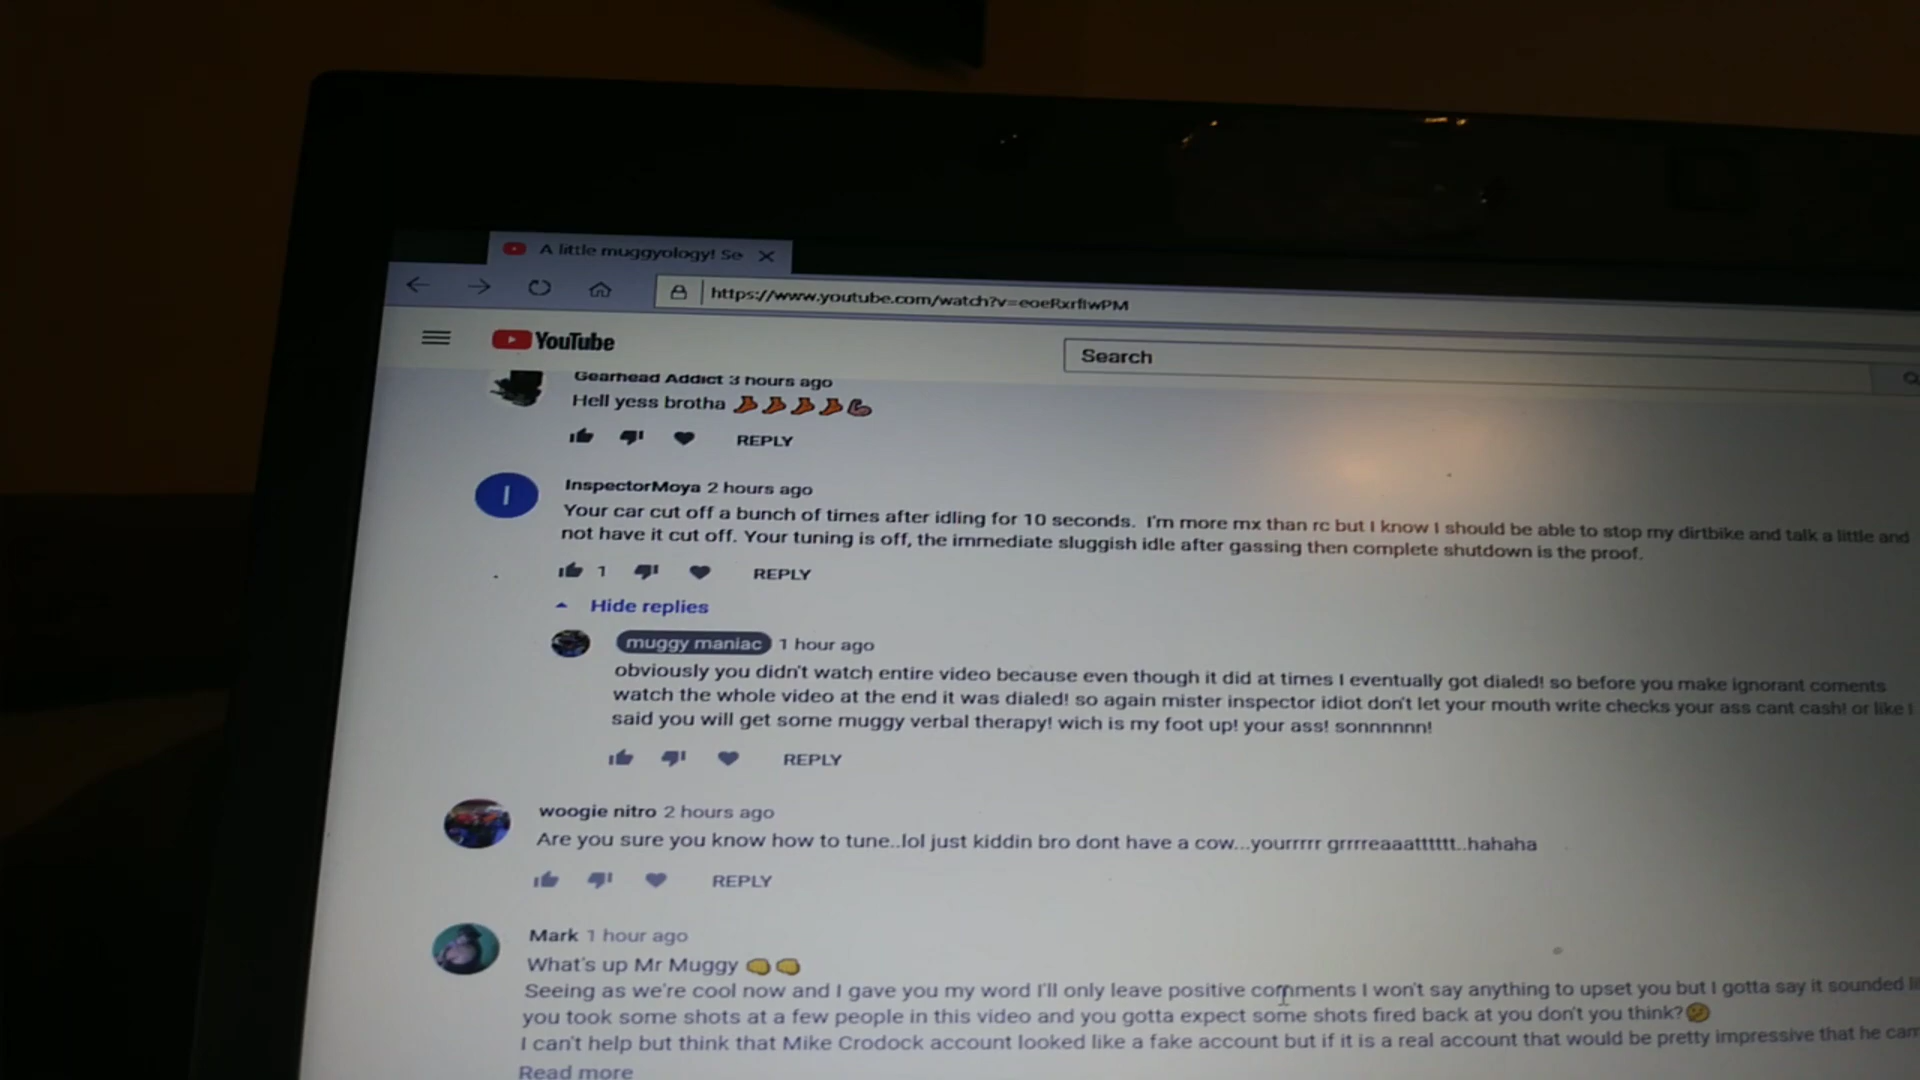 A little muggyology! Se
https://www.youtube.com/watch?v=eoeRxrfIwPM
YouTube
Search
Gearhead Addict 3 hours ago
Hell yess brotha
REPLY
I
InspectorMoya 2 hours ago
Your car cut off a bunch of times after idling for 10 seconds. I'm more mx than rc but I know I should be able to stop my dirtbike and talk a little and
not have it cut off. Your tuning is off, the immediate sluggish idle after gassing then complete shutdown is the proof.
1 REPLY
Hide replies
muggy maniac 1 hour ago
obviously you didn't watch entire video because even though it did at times I eventually got dialed! so before you make ignorant coments
watch the whole video at the end it was dialed! so again mister inspector idiot don't let your mouth write checks your ass cant cash! or like I
said you will get some muggy verbal therapy! wich is my foot up! your ass! sonnnnnn!
REPLY
woogie nitro 2 hours ago
Are you sure you know how to tune..lol just kiddin bro dont have a cow...yourrrrr grrrreaaatttttt..hahaha
REPLY
Mark 1 hour ago
What's up Mr Muggy 👊👊
Seeing as we're cool now and I gave you my word I'll only leave positive comments I won't say anything to upset you but I gotta say it sounded li
you took some shots at a few people in this video and you gotta expect some shots fired back at you don't you think?🤔
I can't help but think that Mike Crodock account looked like a fake account but if it is a real account that would be pretty impressive that he cam
Read more